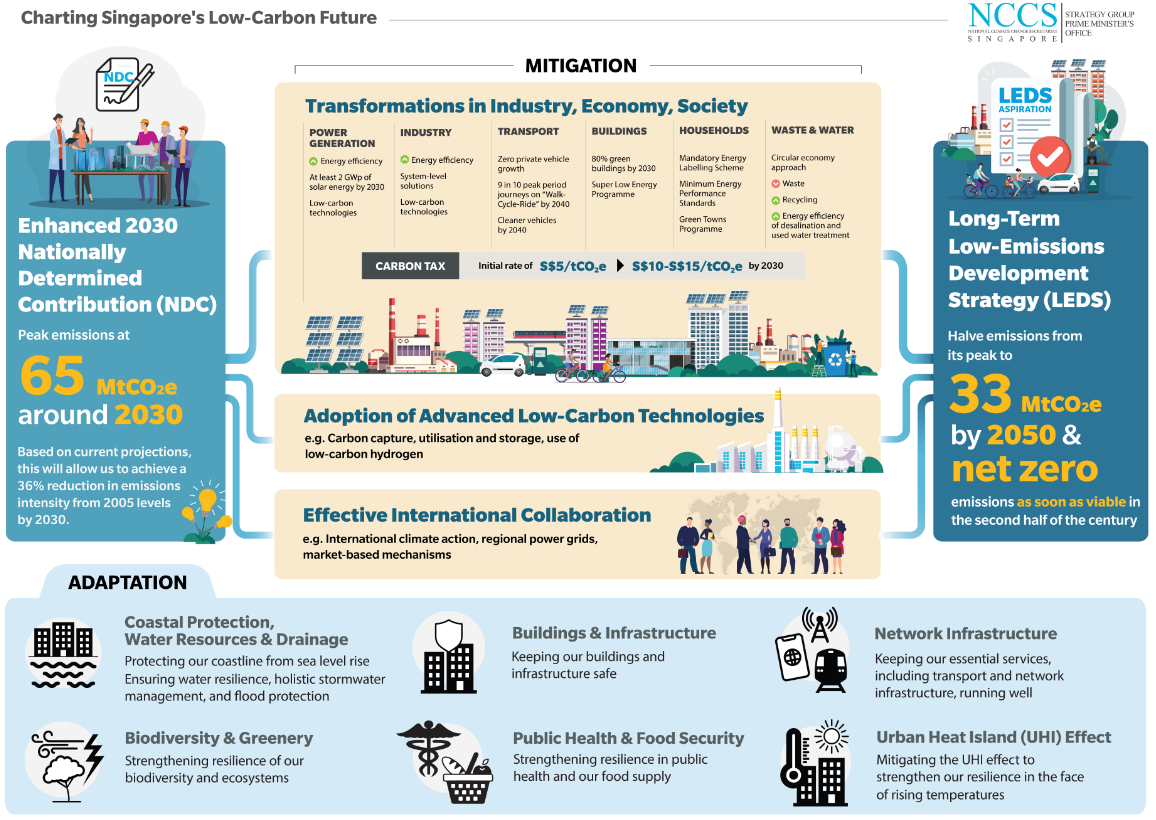 Charting Singapore's Low-Carbon Future
NCCS
NATIONAL CLIMATE CHANGE SECRETARIAT
SINGAPORE
STRATEGY GROUP
PRIME MINISTER'S
OFFICE
NDC
Enhanced 2030
Nationally
Determined
Contribution (NDC)
Peak emissions at
65 MtCO2e
around 2030
Based on current projections,
this will allow us to achieve a
36% reduction in emissions
intensity from 2005 levels
by 2030.
MITIGATION
Transformations in Industry, Economy, Society
POWER
GENERATION
Energy efficiency
At least 2 GWp of
solar energy by 2030
Low-carbon
technologies
INDUSTRY
Energy efficiency
System-level
solutions
Low-carbon
technologies
TRANSPORT
Zero private vehicle
growth
9 in 10 peak period
journeys on "Walk-
Cycle-Ride" by 2040
Cleaner vehicles
by 2040
BUILDINGS
80% green
buildings by 2030
Super Low Energy
Programme
HOUSEHOLDS
Mandatory Energy
Labelling Scheme
Minimum Energy
Performance
Standards
Green Towns
Programme
WASTE & WATER
Circular economy
approach
Waste
Recycling
Energy efficiency
of desalination and
used water treatment
CARBON TAX
Initial rate of S$5/tCO2e S$10-S$15/tCO2e by 2030
Adoption of Advanced Low-Carbon Technologies
e.g. Carbon capture, utilisation and storage, use of
low-carbon hydrogen
Effective International Collaboration
e.g. International climate action, regional power grids,
market-based mechanisms
LEDS
ASPIRATION
Long-Term
Low-Emissions
Development
Strategy (LEDS)
Halve emissions from
its peak to
33 MtCO2e
by 2050 &
net zero
emissions as soon as viable in
the second half of the century
ADAPTATION
Coastal Protection,
Water Resources & Drainage
Protecting our coastline from sea level rise
Ensuring water resilience, holistic stormwater
management, and flood protection
Buildings & Infrastructure
Keeping our buildings and
infrastructure safe
Network Infrastructure
Keeping our essential services,
including transport and network
infrastructure, running well
Biodiversity & Greenery
Strengthening resilience of our
biodiversity and ecosystems
Public Health & Food Security
Strengthening resilience in public
health and our food supply
Urban Heat Island (UHI) Effect
Mitigating the UHI effect to
strengthen our resilience in the face
of rising temperatures